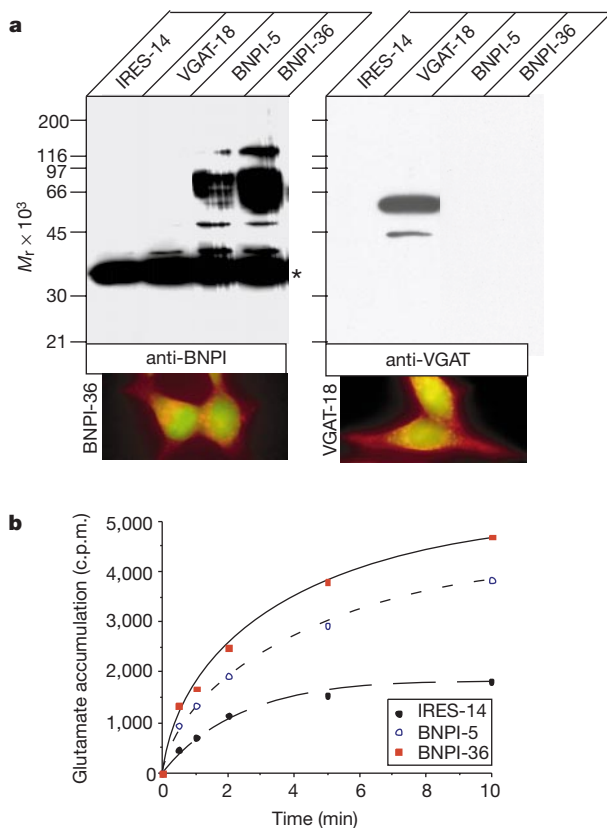 a
IRES-14 VGAT-18 BNPI-5 BNPI-36
IRES-14 VGAT-18 BNPI-5 BNPI-36
Mr × 10³
200
116
97
66
45
30
21
*
anti-BNPI
anti-VGAT
BNPI-36
VGAT-18
b
Glutamate accumulation (c.p.m.)
5,000
4,000
3,000
2,000
1,000
0
0 2 4 6 8 10
Time (min)
IRES-14
BNPI-5
BNPI-36